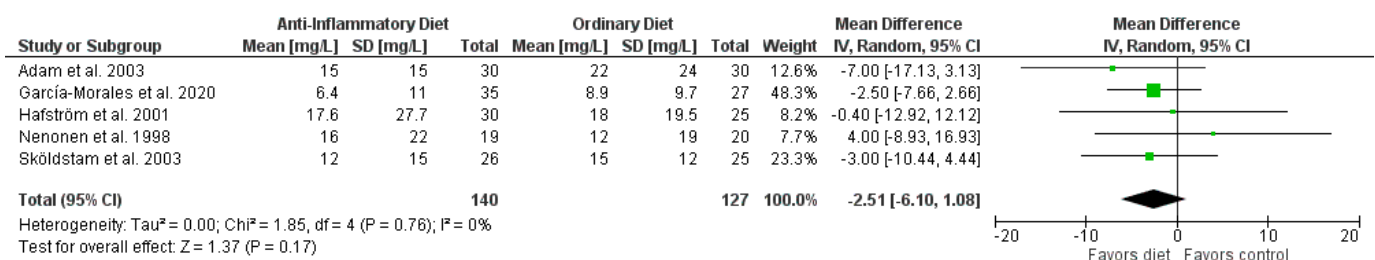 Anti-Inflammatory Diet Ordinary Diet Mean Difference Mean Difference
Study or Subgroup Mean [mg/L] SD [mg/L] Total Mean [mg/L] SD [mg/L] Total Weight IV, Random, 95% CI IV, Random, 95% CI
Adam et al. 2003 15 15 30 22 24 30 12.6% -7.00 [-17.13, 3.13]
García-Morales et al. 2020 6.4 11 35 8.9 9.7 27 48.3% -2.50 [-7.66, 2.66]
Hafström et al. 2001 17.6 27.7 30 18 19.5 25 8.2% -0.40 [-12.92, 12.12]
Nenonen et al. 1998 16 22 19 12 19 20 7.7% 4.00 [-8.93, 16.93]
Sköldstam et al. 2003 12 15 26 15 12 25 23.3% -3.00 [-10.44, 4.44]
Total (95% CI) 140 127 100.0% -2.51 [-6.10, 1.08]
Heterogeneity: Tau² = 0.00; Chi² = 1.85, df = 4 (P = 0.76); I² = 0%
Test for overall effect: Z = 1.37 (P = 0.17)
-20 -10 0 10 20
Favors diet Favors control